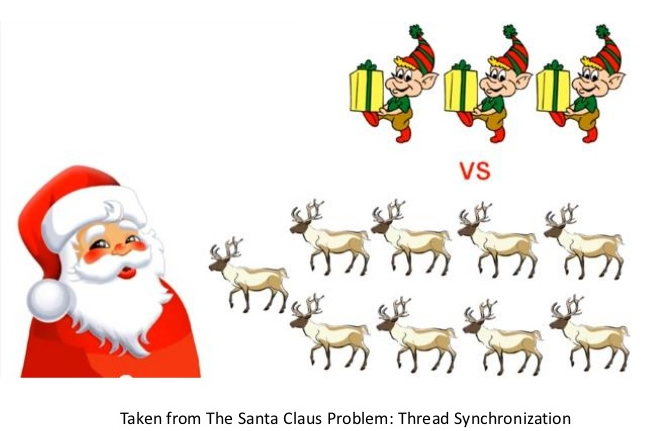 VS
Taken from The Santa Claus Problem: Thread Synchronization